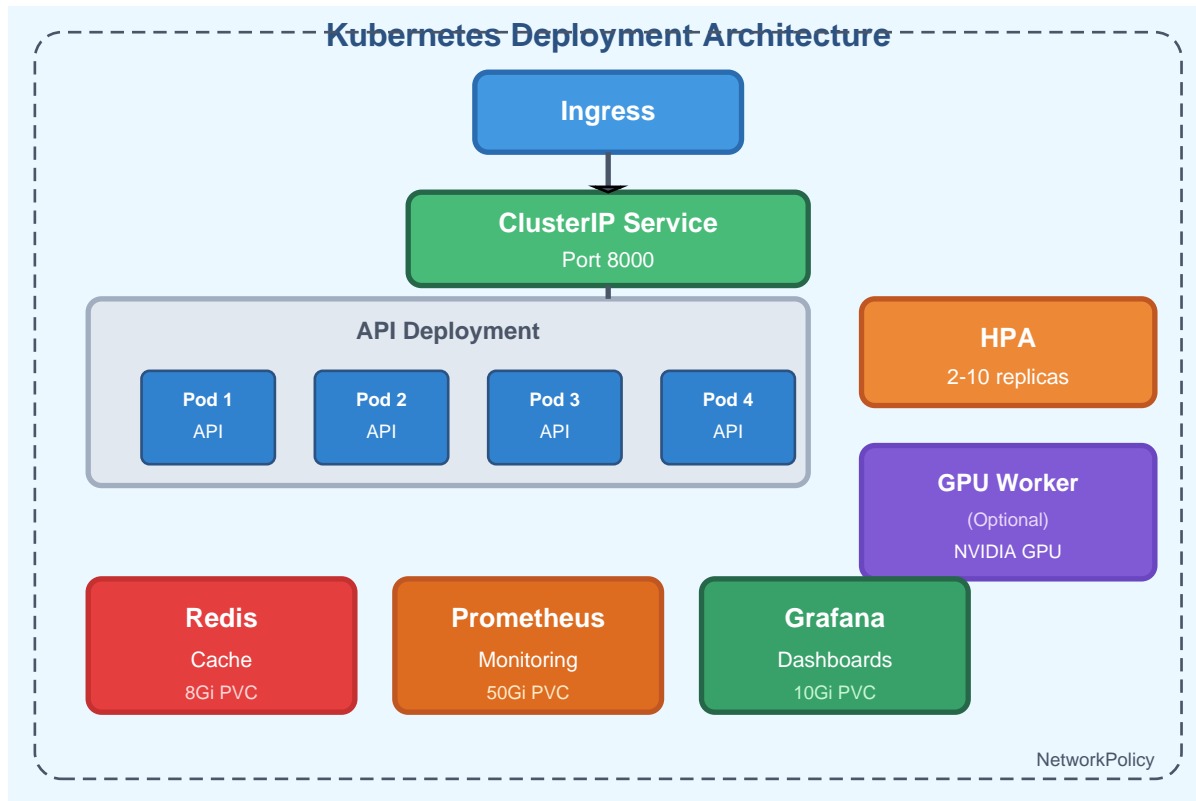 Kubernetes Deployment Architecture
Ingress
ClusterIP Service
Port 8000
API Deployment
Pod 1
API
Pod 2
API
Pod 3
API
Pod 4
API
HPA
2-10 replicas
GPU Worker
(Optional)
NVIDIA GPU
Redis
Cache
8Gi PVC
Prometheus
Monitoring
50Gi PVC
Grafana
Dashboards
10Gi PVC
NetworkPolicy